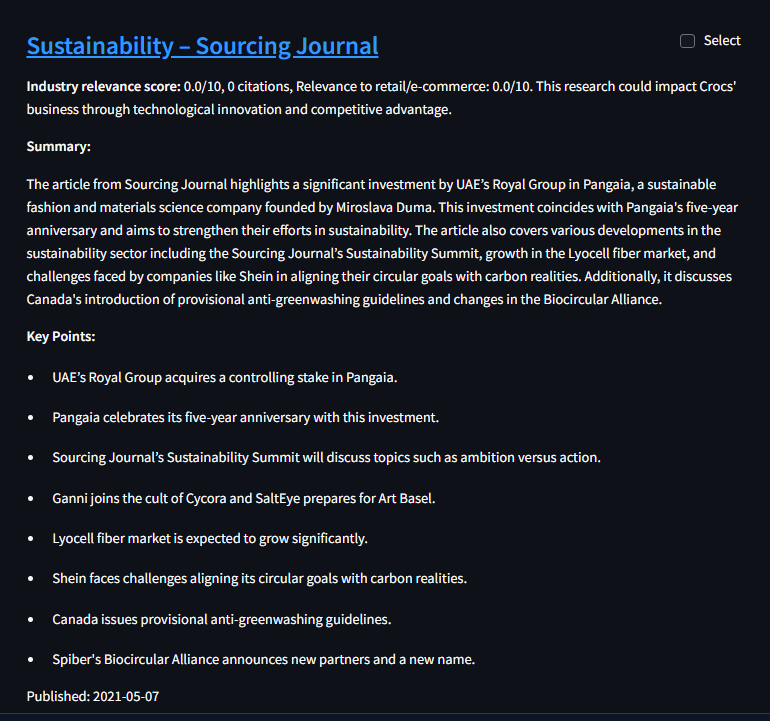 Sustainability – Sourcing Journal
Select
Industry relevance score: 0.0/10, 0 citations, Relevance to retail/e-commerce: 0.0/10. This research could impact Crocs'
business through technological innovation and competitive advantage.
Summary:
The article from Sourcing Journal highlights a significant investment by UAE’s Royal Group in Pangaia, a sustainable
fashion and materials science company founded by Miroslava Duma. This investment coincides with Pangaia's five-year
anniversary and aims to strengthen their efforts in sustainability. The article also covers various developments in the
sustainability sector including the Sourcing Journal’s Sustainability Summit, growth in the Lyocell fiber market, and
challenges faced by companies like Shein in aligning their circular goals with carbon realities. Additionally, it discusses
Canada's introduction of provisional anti-greenwashing guidelines and changes in the Biocircular Alliance.
Key Points:
• UAE’s Royal Group acquires a controlling stake in Pangaia.
• Pangaia celebrates its five-year anniversary with this investment.
• Sourcing Journal’s Sustainability Summit will discuss topics such as ambition versus action.
• Ganni joins the cult of Cycora and SaltEye prepares for Art Basel.
• Lyocell fiber market is expected to grow significantly.
• Shein faces challenges aligning its circular goals with carbon realities.
• Canada issues provisional anti-greenwashing guidelines.
• Spiber's Biocircular Alliance announces new partners and a new name.
Published: 2021-05-07